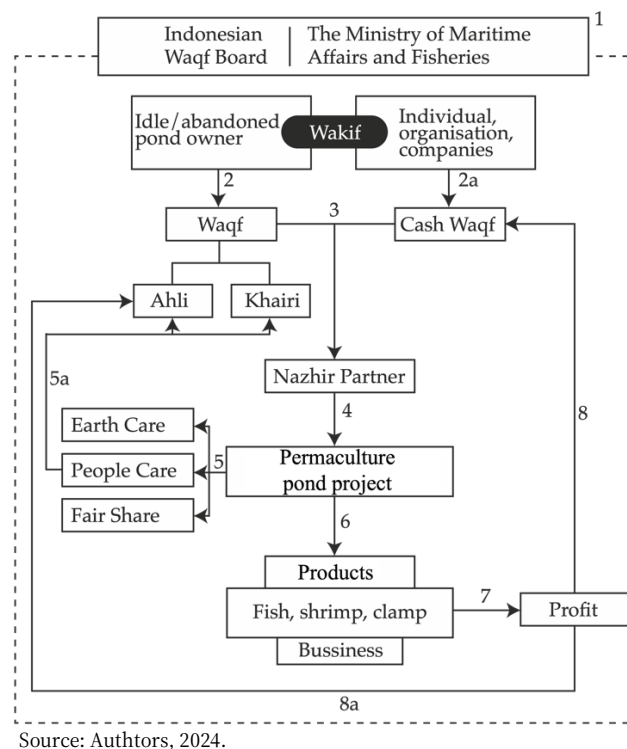 1
Indonesian
Waqf Board
The Ministry of Maritime
Affairs and Fisheries
Idle/abandoned
pond owner
Wakif
Individual,
organisation,
companies
2
2a
Waqf
3
Cash Waqf
Ahli
Khairi
5a
Nazhir Partner
8
4
Earth Care
People Care
Fair Share
5
Permaculture
pond project
6
Products
Fish, shrimp, clamp
Bussiness
7
Profit
8a
Source: Authtors, 2024.